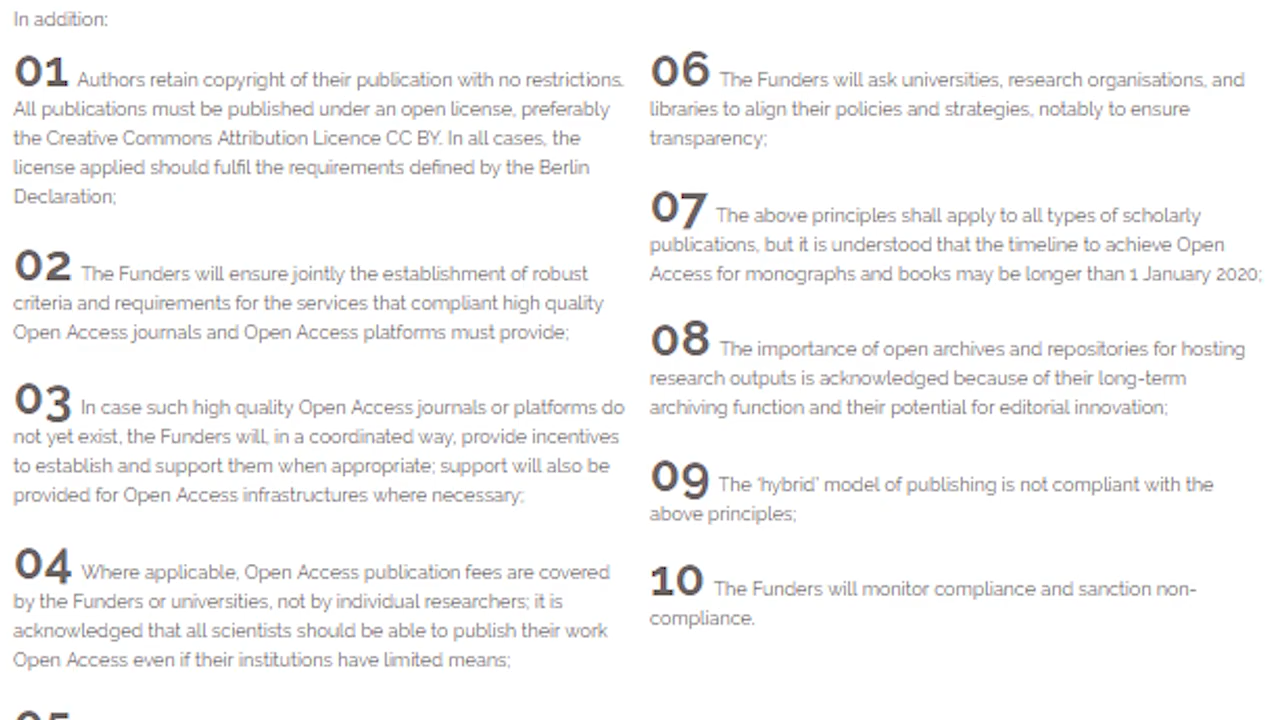 In addition:
01 Authors retain copyright of their publication with no restrictions.
All publications must be published under an open license, preferably
the Creative Commons Attribution Licence CC BY. In all cases, the
license applied should fulfil the requirements defined by the Berlin
Declaration;
02 The Funders will ensure jointly the establishment of robust
criteria and requirements for the services that compliant high quality
Open Access journals and Open Access platforms must provide;
03 In case such high quality Open Access journals or platforms do
not yet exist, the Funders will, in a coordinated way, provide incentives
to establish and support them when appropriate; support will also be
provided for Open Access infrastructures where necessary;
04 Where applicable, Open Access publication fees are covered
by the Funders or universities, not by individual researchers; it is
acknowledged that all scientists should be able to publish their work
Open Access even if their institutions have limited means;
05
06 The Funders will ask universities, research organisations, and
libraries to align their policies and strategies, notably to ensure
transparency;
07 The above principles shall apply to all types of scholarly
publications, but it is understood that the timeline to achieve Open
Access for monographs and books may be longer than 1 January 2020;
08 The importance of open archives and repositories for hosting
research outputs is acknowledged because of their long-term
archiving function and their potential for editorial innovation;
09 The 'hybrid' model of publishing is not compliant with the
above principles;
10 The Funders will monitor compliance and sanction non-
compliance.